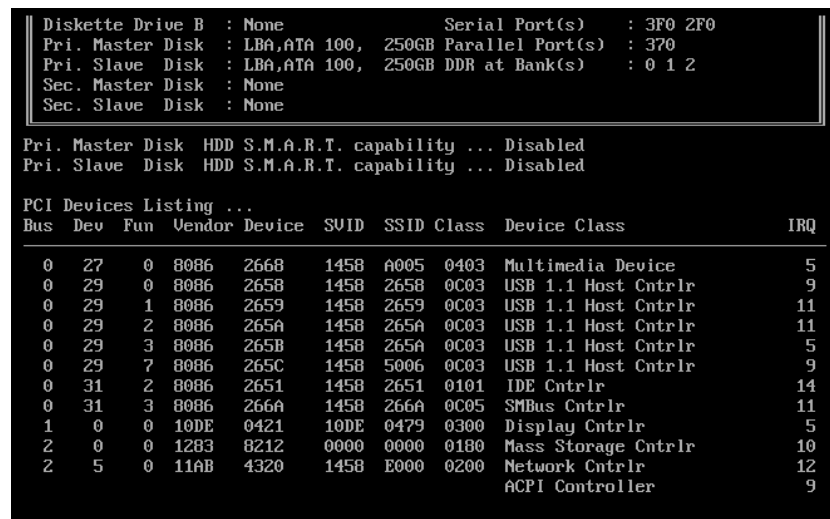 Diskette Drive B : None Serial Port(s) : 3F0 2F0
Pri. Master Disk : LBA,ATA 100, 250GB Parallel Port(s) : 370
Pri. Slave Disk : LBA,ATA 100, 250GB DDR at Bank(s) : 0 1 2
Sec. Master Disk : None
Sec. Slave Disk : None
Pri. Master Disk HDD S.M.A.R.T. capability ... Disabled
Pri. Slave Disk HDD S.M.A.R.T. capability ... Disabled
PCI Devices Listing ...
Bus Dev Fun Vendor Device SVID SSID Class Device Class IRQ
0 27 0 8086 2668 1458 A005 0403 Multimedia Device 5
0 29 0 8086 2658 1458 2658 0C03 USB 1.1 Host Cntrlr 9
0 29 1 8086 2659 1458 2659 0C03 USB 1.1 Host Cntrlr 11
0 29 2 8086 265A 1458 265A 0C03 USB 1.1 Host Cntrlr 11
0 29 3 8086 265B 1458 265A 0C03 USB 1.1 Host Cntrlr 5
0 29 7 8086 265C 1458 5006 0C03 USB 1.1 Host Cntrlr 9
0 31 2 8086 2651 1458 2651 0101 IDE Cntrlr 14
0 31 3 8086 266A 1458 266A 0C05 SMBus Cntrlr 11
1 0 0 10DE 0421 10DE 0479 0300 Display Cntrlr 5
2 0 0 1283 8212 0000 0000 0180 Mass Storage Cntrlr 10
2 5 0 11AB 4320 1458 E000 0200 Network Cntrlr 12
ACPI Controller 9